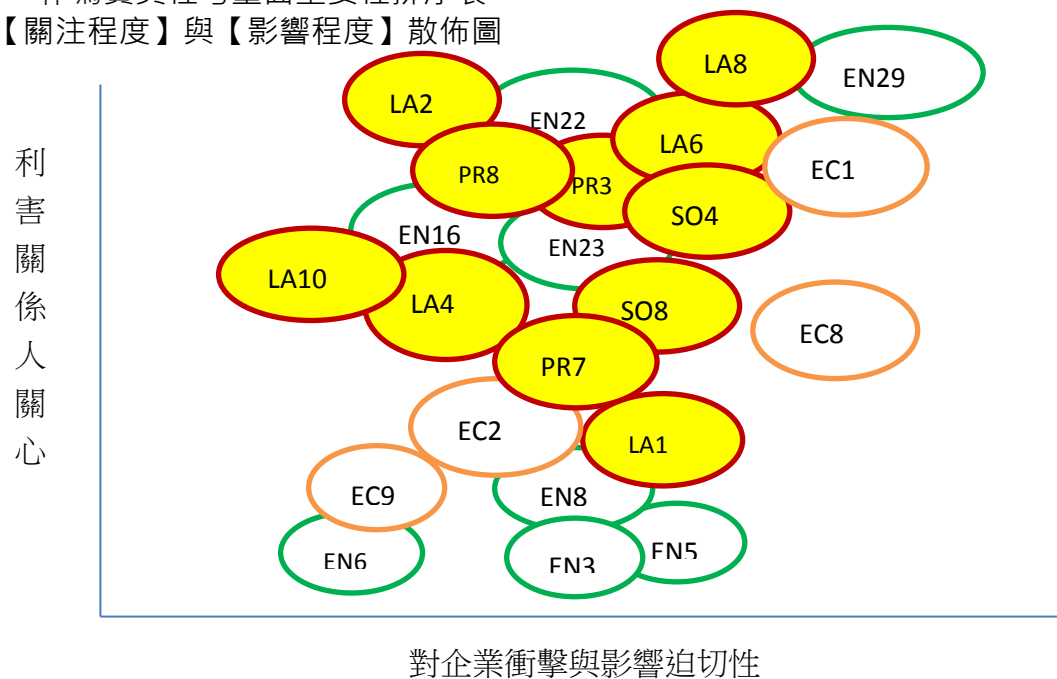 【關注程度】與【影響程度】散佈圖
LA8
EN29
LA2
EN22
LA6
EC1
PR8
PR3
SO4
EN16
EN23
LA10
LA4
SO8
EC8
PR7
EC2
LA1
EC9
EN8
EN6
EN3
EN5
利害關係人關心
對企業衝擊與影響迫切性